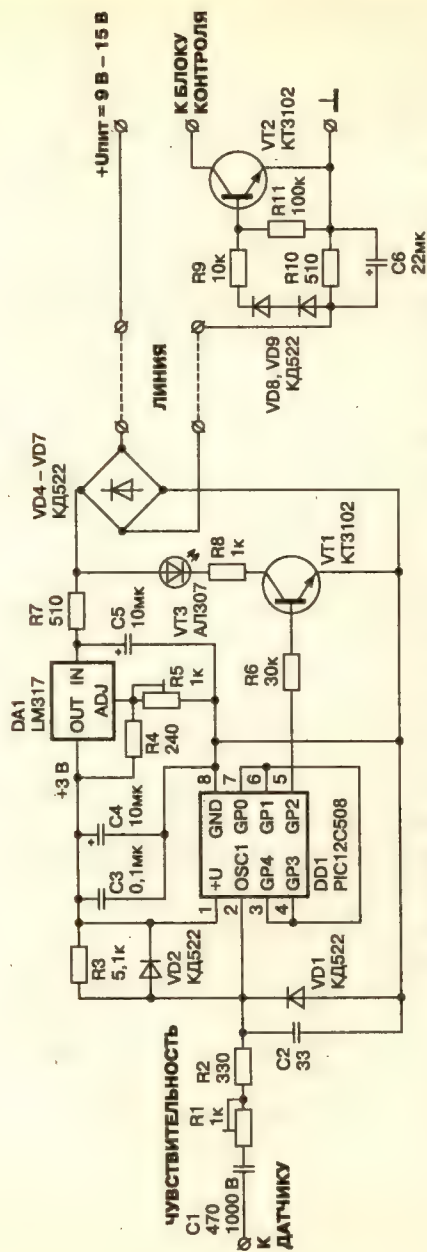 ЧУВСТВИТЕЛЬНОСТЬ
C1
470
1000 В
К
ДАТЧИКУ
R1
1к
R2
330
C2
33
VD1
КД522
R3
5,1к
VD2
КД522
C3
0,1мк
C4
10мк
+3 В
DA1
LM317
OUT IN
ADJ
R4
240
R5
1к
C5
10мк
R7
510
1 +U GND 8
2 OSC1 GP0 7
3 GP4 GP1 6
4 GP3 GP2 5
DD1
PIC12C508
R6
30к
VT3
АЛ307
R8
1к
VT1
КТ3102
VD4 – VD7
КД522
ЛИНИЯ
+Uпит = 9 В – 15 В
К БЛОКУ
КОНТРОЛЯ
VT2
КТ3102
R9
10к
R11
100к
R10
510
VD8, VD9
КД522
C6
22мк